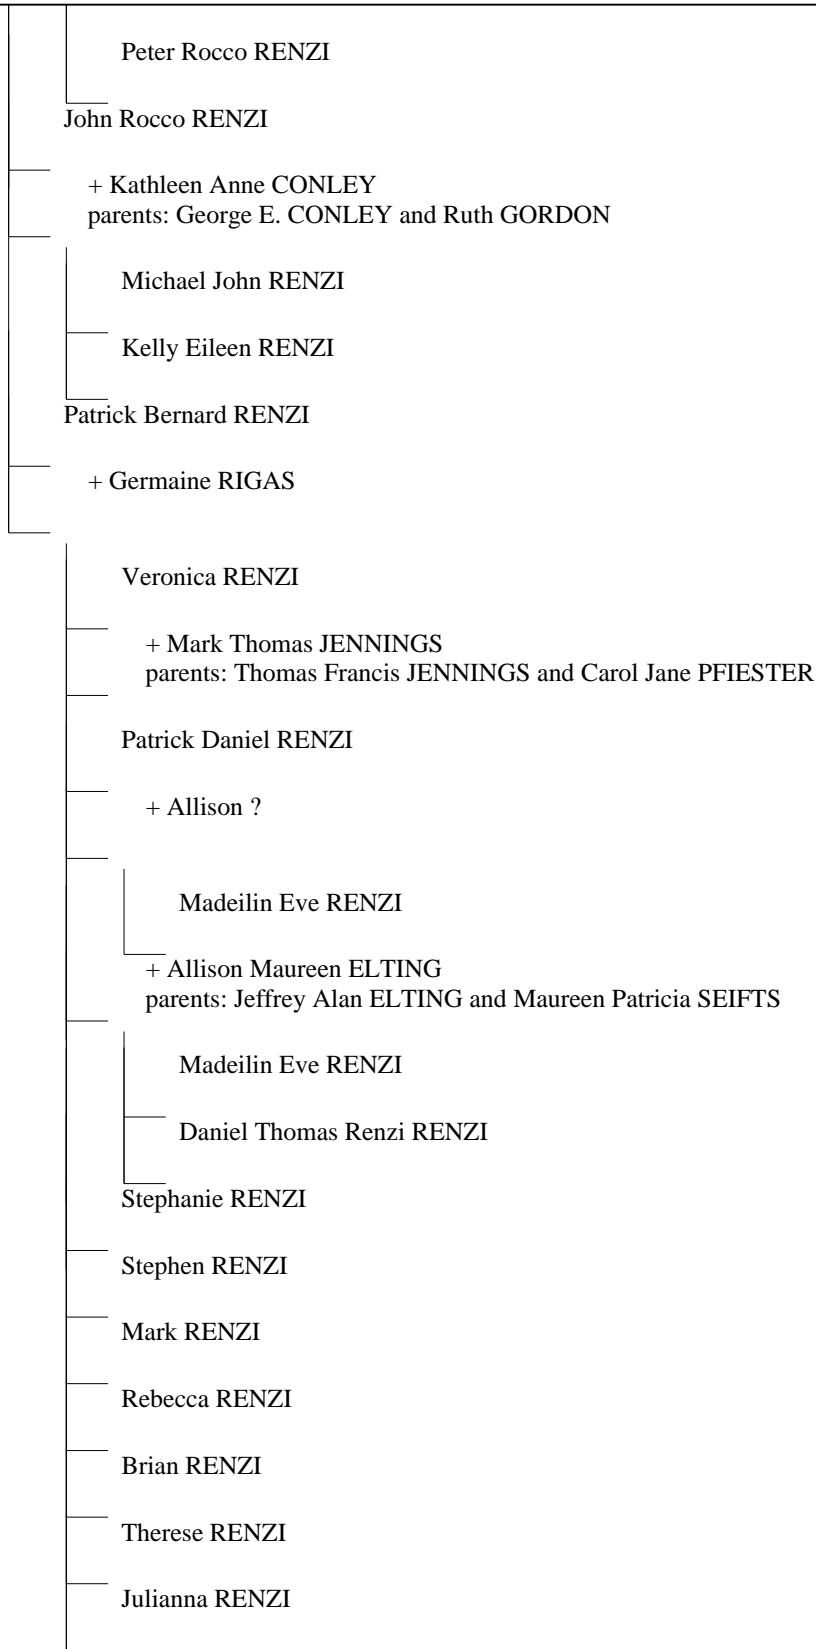 Peter Rocco RENZI
John Rocco RENZI
+ Kathleen Anne CONLEY
parents: George E. CONLEY and Ruth GORDON
Michael John RENZI
Kelly Eileen RENZI
Patrick Bernard RENZI
+ Germaine RIGAS
Veronica RENZI
+ Mark Thomas JENNINGS
parents: Thomas Francis JENNINGS and Carol Jane PFIESTER
Patrick Daniel RENZI
+ Allison ?
Madeilin Eve RENZI
+ Allison Maureen ELTING
parents: Jeffrey Alan ELTING and Maureen Patricia SEIFTS
Madeilin Eve RENZI
Daniel Thomas Renzi RENZI
Stephanie RENZI
Stephen RENZI
Mark RENZI
Rebecca RENZI
Brian RENZI
Therese RENZI
Julianna RENZI